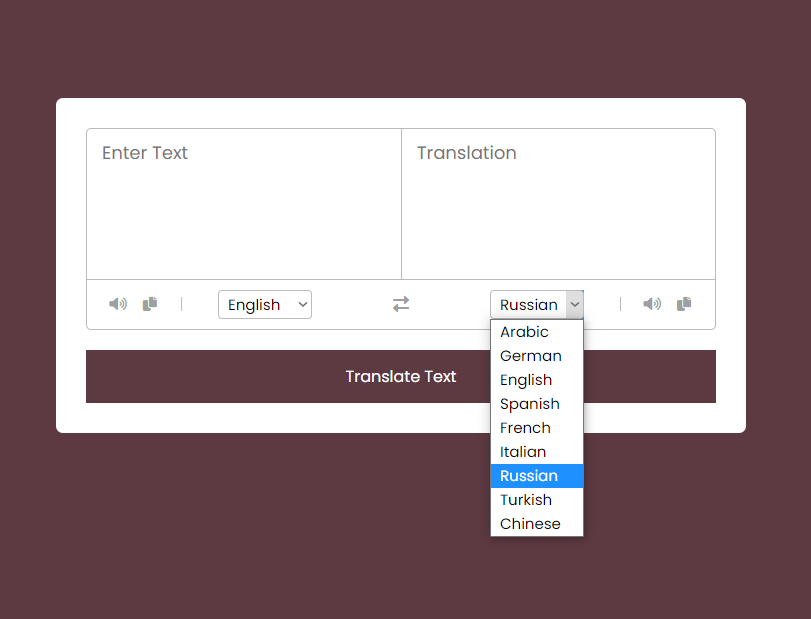 Enter Text
Translation
English
Russian
Arabic
German
English
Spanish
French
Italian
Russian
Turkish
Chinese
Translate Text